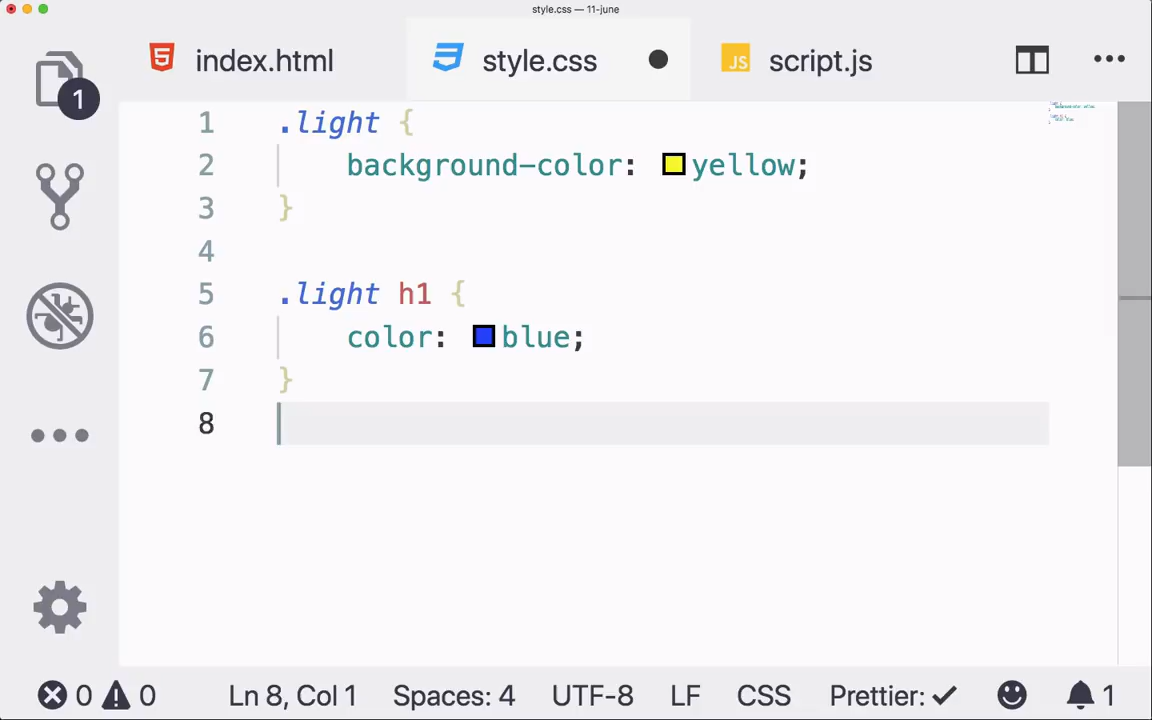 style.css — 11-june
index.html
style.css
JS script.js
1
1 .light {
2 background-color: yellow;
3 }
4
5 .light h1 {
6 color: blue;
7 }
8
0 0 Ln 8, Col 1 Spaces: 4 UTF-8 LF CSS Prettier: ✓ 1